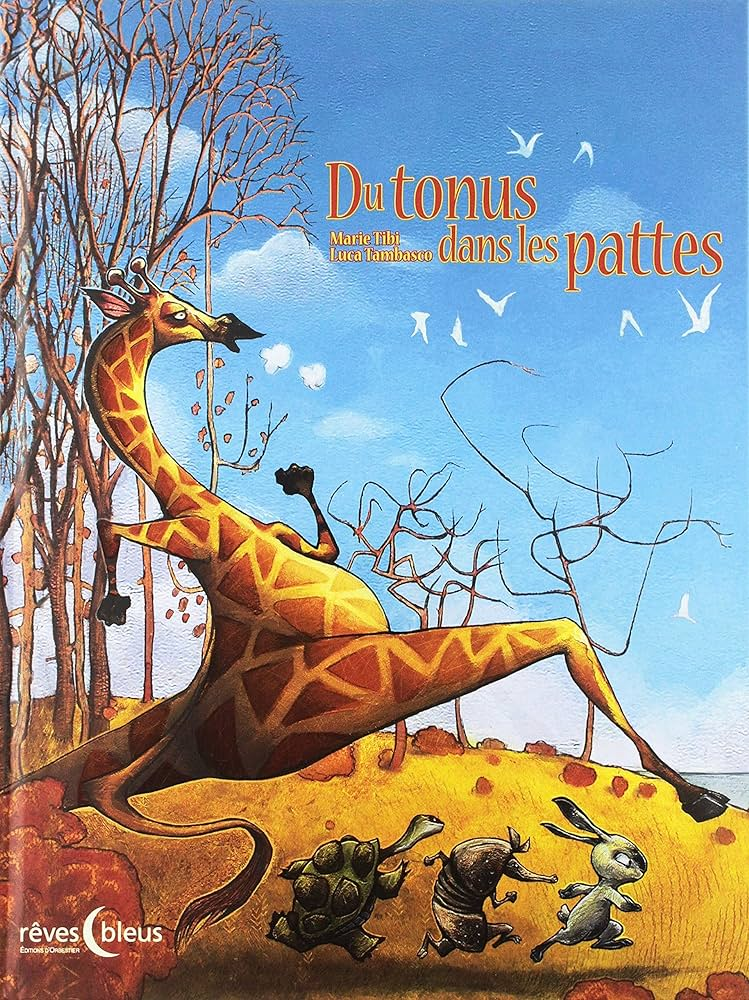 Du tonus
dans les pattes
Marie Tibi
Luca Tambasco
rêves bleus
ÉDITIONS D'ORBESTIER